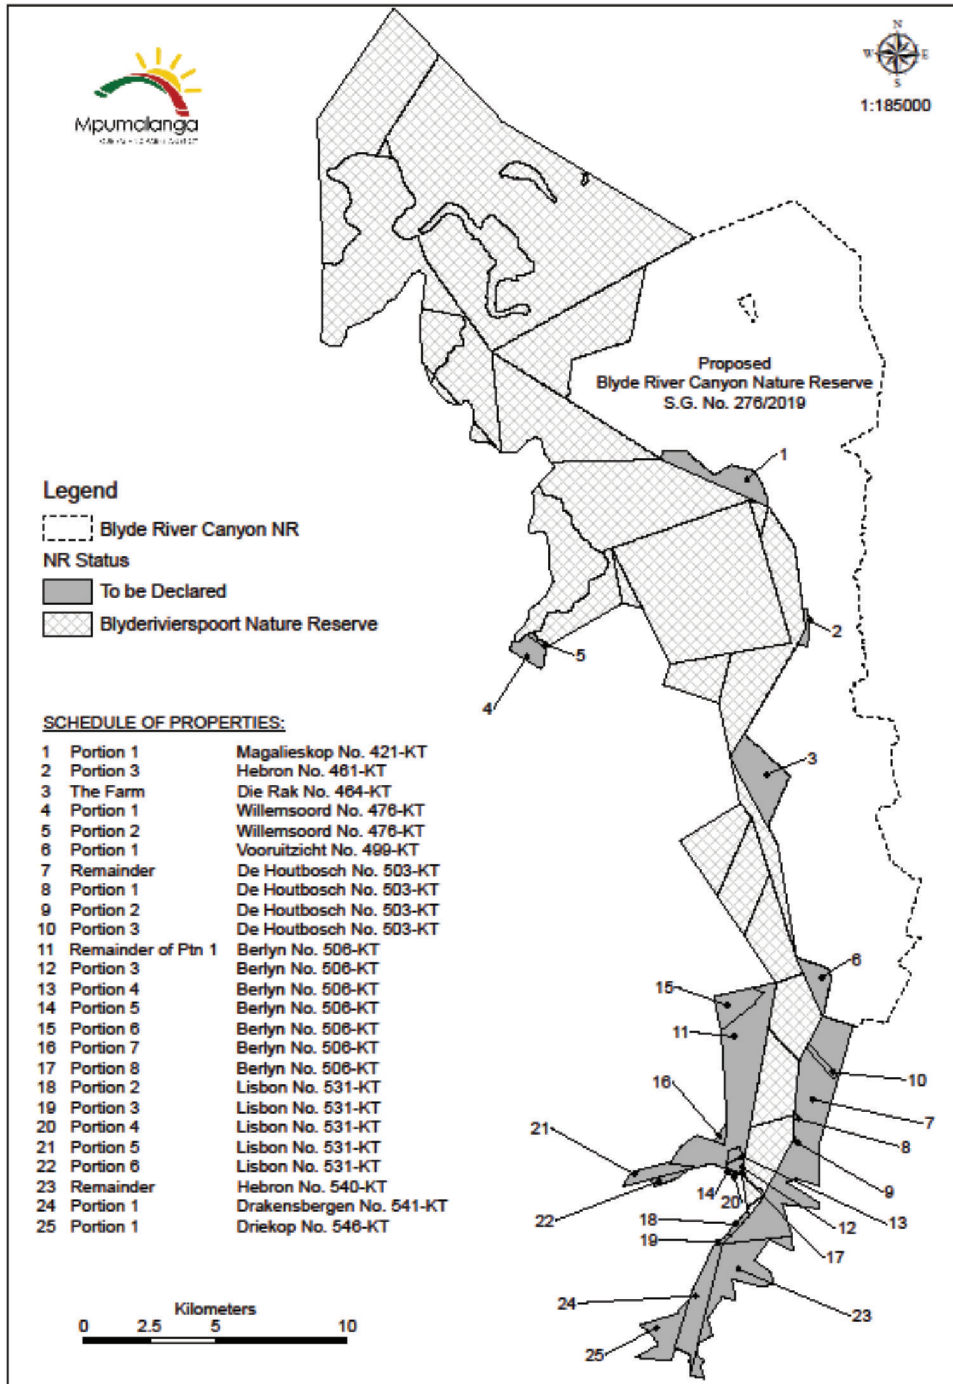 N
W E
S
1:185000
Mpumalanga
Proposed
Blyde River Canyon Nature Reserve
S.G. No. 276/2019
Legend
Blyde River Canyon NR
NR Status
To be Declared
Blyderivierspoort Nature Reserve
SCHEDULE OF PROPERTIES:
1 Portion 1 Magalieskop No. 421-KT
2 Portion 3 Hebron No. 461-KT
3 The Farm Die Rak No. 464-KT
4 Portion 1 Willemsoord No. 476-KT
5 Portion 2 Willemsoord No. 476-KT
6 Portion 1 Vooruitzicht No. 499-KT
7 Remainder De Houtbosch No. 503-KT
8 Portion 1 De Houtbosch No. 503-KT
9 Portion 2 De Houtbosch No. 503-KT
10 Portion 3 De Houtbosch No. 503-KT
11 Remainder of Ptn 1 Berlyn No. 506-KT
12 Portion 3 Berlyn No. 506-KT
13 Portion 4 Berlyn No. 506-KT
14 Portion 5 Berlyn No. 506-KT
15 Portion 6 Berlyn No. 506-KT
16 Portion 7 Berlyn No. 506-KT
17 Portion 8 Berlyn No. 506-KT
18 Portion 2 Lisbon No. 531-KT
19 Portion 3 Lisbon No. 531-KT
20 Portion 4 Lisbon No. 531-KT
21 Portion 5 Lisbon No. 531-KT
22 Portion 6 Lisbon No. 531-KT
23 Remainder Hebron No. 540-KT
24 Portion 1 Drakensbergen No. 541-KT
25 Portion 1 Driekop No. 546-KT
Kilometers
0 2.5 5 10
1
2
5
4
3
6
15
11
10
16
7
21
8
14
9
22
20
13
12
18
17
19
24
23
25